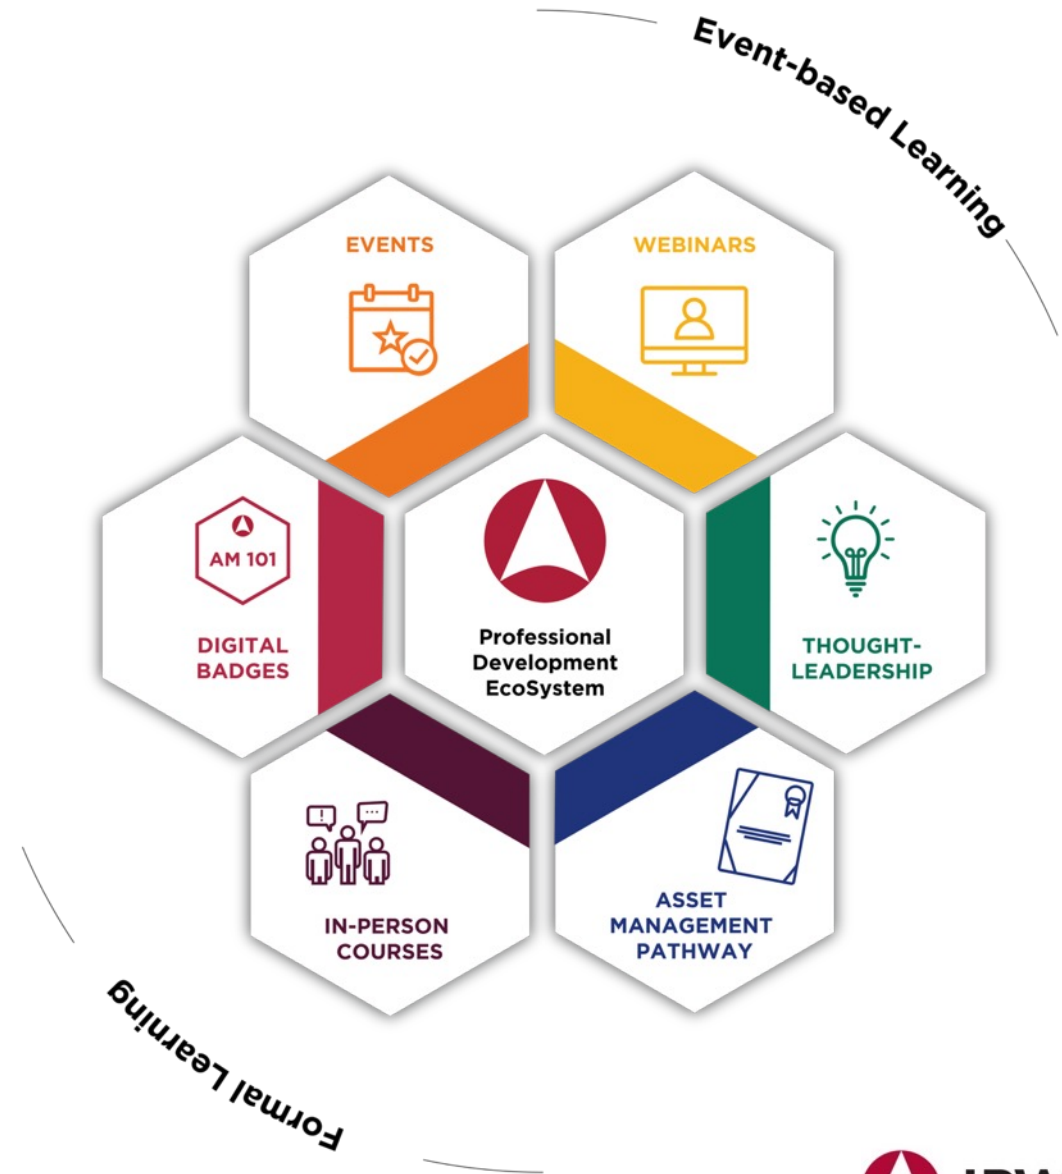 Event-based Learning
EVENTS
WEBINARS
AM 101
DIGITAL
BADGES
Professional
Development
EcoSystem
THOUGHT-
LEADERSHIP
IN-PERSON
COURSES
ASSET
MANAGEMENT
PATHWAY
Formal Learning